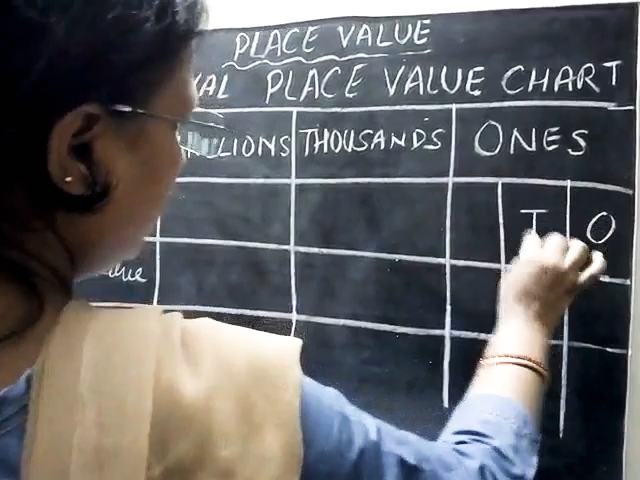 PLACE VALUE
PLACE VALUE CHART
THOUSANDS ONES
T O